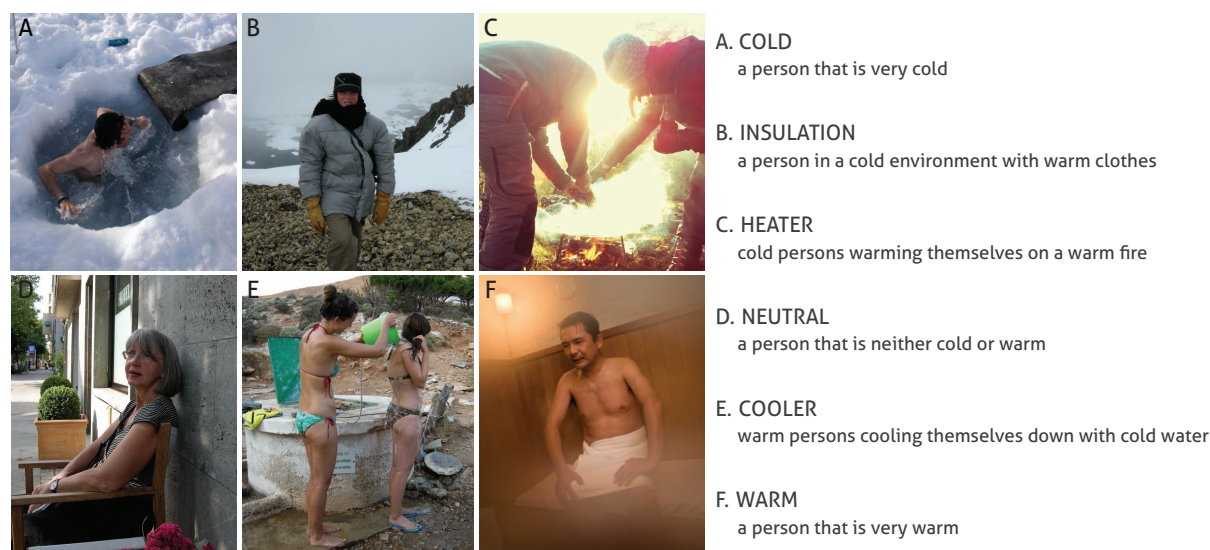 A
B
C
D
E
F
A. COLD
a person that is very cold
B. INSULATION
a person in a cold environment with warm clothes
C. HEATER
cold persons warming themselves on a warm fire
D. NEUTRAL
a person that is neither cold or warm
E. COOLER
warm persons cooling themselves down with cold water
F. WARM
a person that is very warm